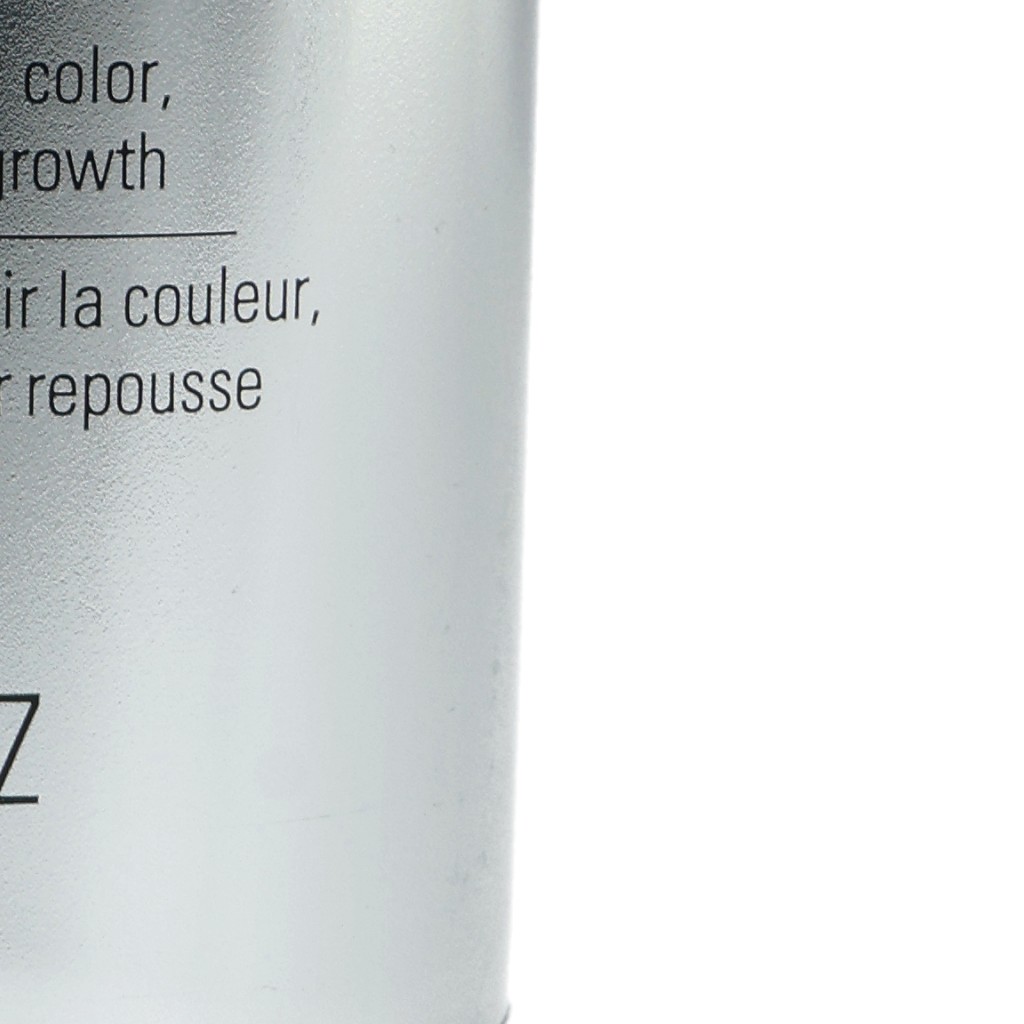 color,
growth
ir la couleur,
r repousse
Z